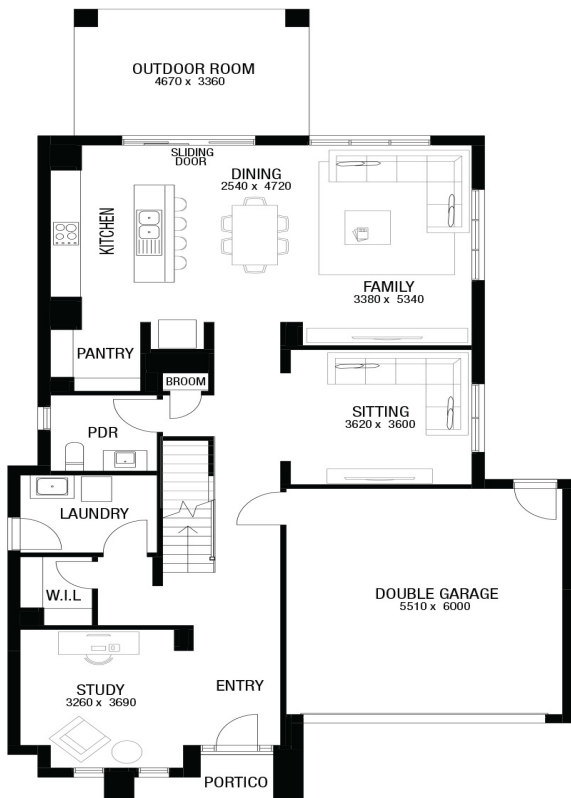 OUTDOOR ROOM
4670 x 3360
SLIDING
DOOR
DINING
2540 x 4720
KITCHEN
FAMILY
3380 x 5340
PANTRY
BROOM
SITTING
3620 x 3600
PDR
LAUNDRY
W.I.L
DOUBLE GARAGE
5510 x 6000
STUDY
3260 x 3690
ENTRY
PORTICO